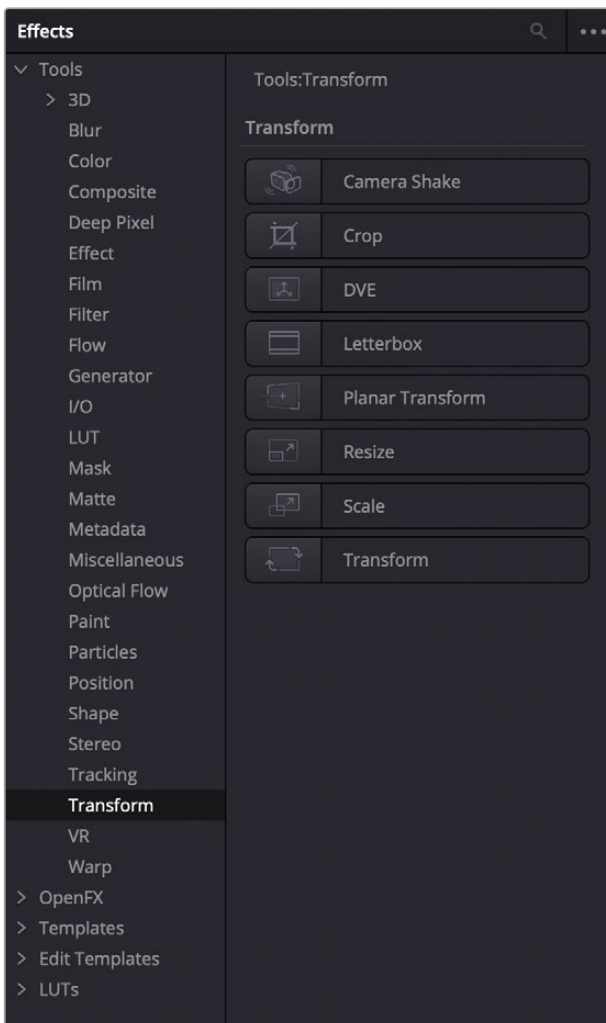 Effects
Tools
3D
Blur
Color
Composite
Deep Pixel
Effect
Film
Filter
Flow
Generator
I/O
LUT
Mask
Matte
Metadata
Miscellaneous
Optical Flow
Paint
Particles
Position
Shape
Stereo
Tracking
Transform
VR
Warp
OpenFX
Templates
Edit Templates
LUTs
Tools:Transform
Transform
Camera Shake
Crop
DVE
Letterbox
Planar Transform
Resize
Scale
Transform